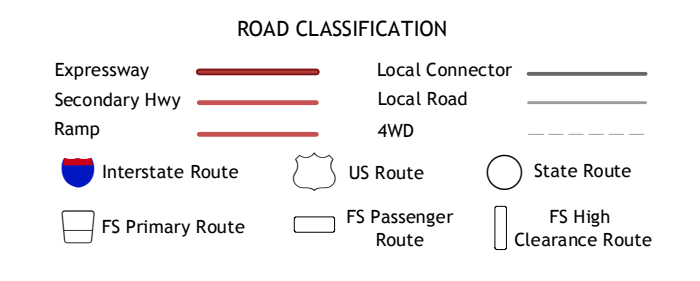 ROAD CLASSIFICATION
Expressway
Local Connector
Secondary Hwy
Local Road
Ramp
4WD
Interstate Route
US Route
State Route
FS Primary Route
FS Passenger
Route
FS High
Clearance Route